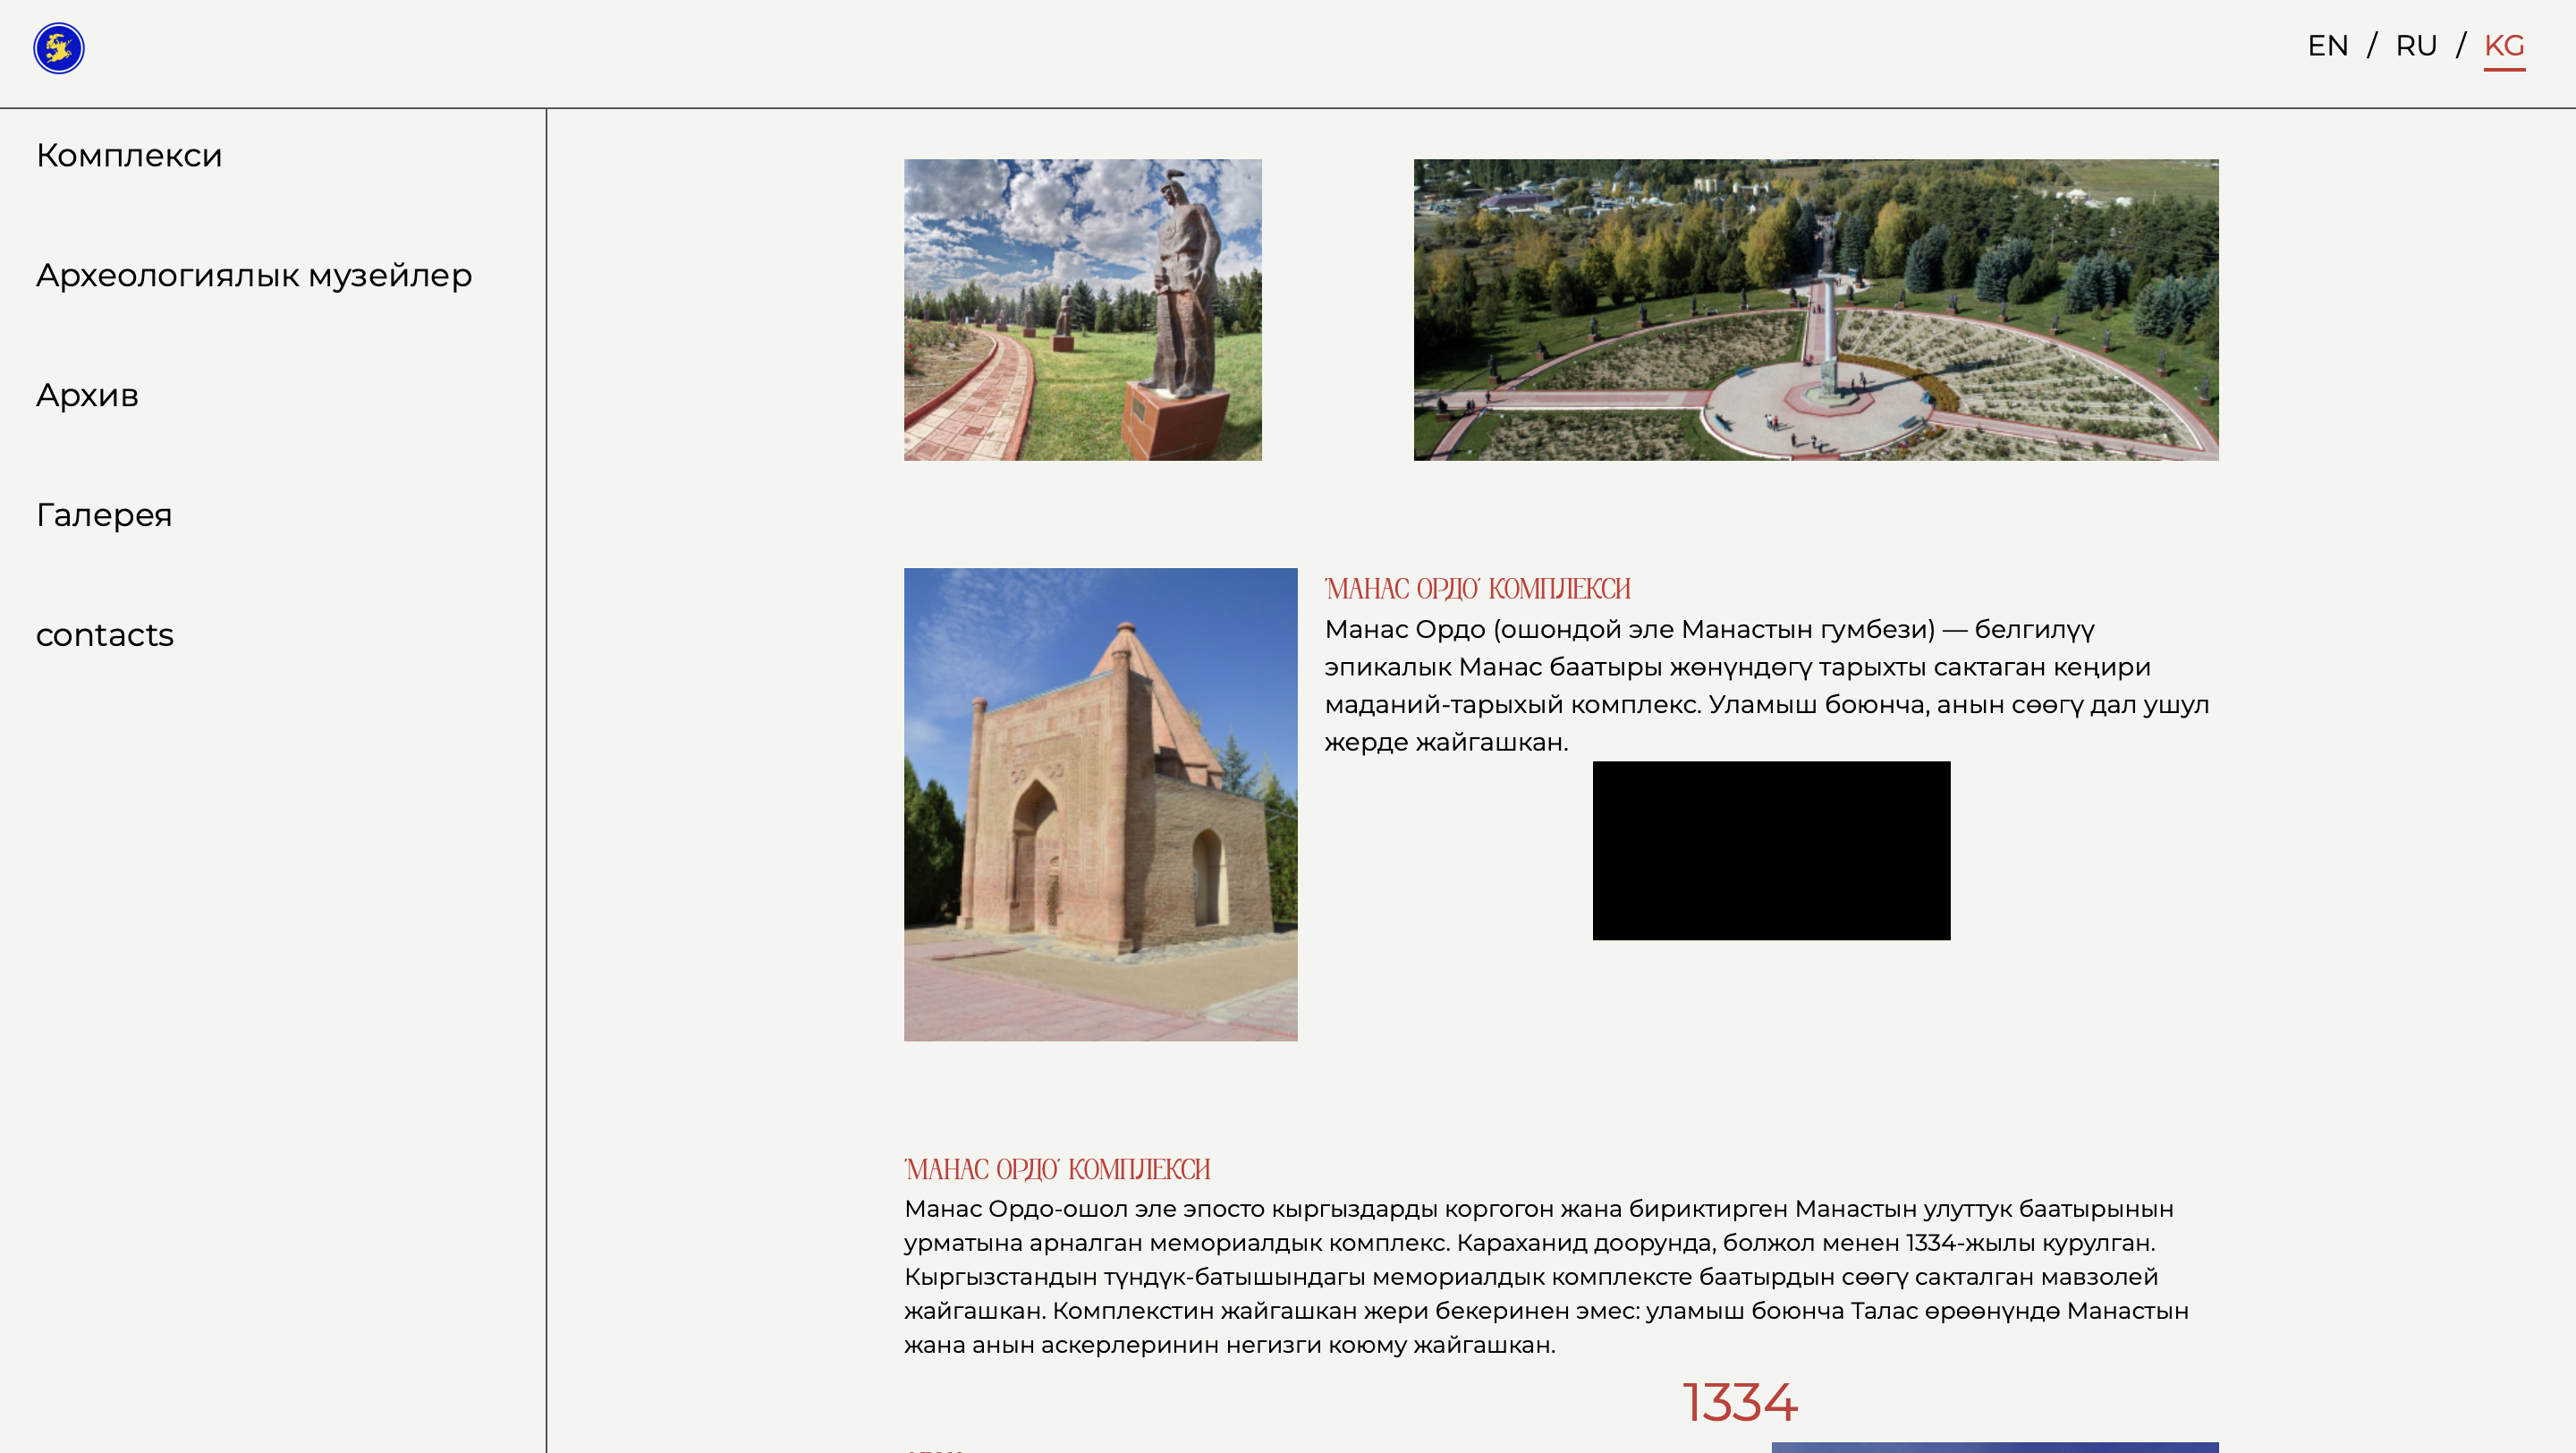 EN / RU / KG
Комплекси
Археологиялык музейлер
Архив
Галерея
contacts
"МАНАС ОРДО" КОМПЛЕКСИ
Манас Ордо (ошондой эле Манастын гумбези) — белгилүү
эпикалык Манас баатыры жөнүндөгү тарыхты сактаган кеңири
маданий-тарыхый комплекс. Уламыш боюнча, анын сөөгү дал ушул
жерде жайгашкан.
"МАНАС ОРДО" КОМПЛЕКСИ
Манас Ордо-ошол эле эпосто кыргыздарды коргогон жана бириктирген Манастын улуттук баатырынын
урматына арналган мемориалдык комплекс. Караханид доорунда, болжол менен 1334-жылы курулган.
Кыргызстандын түндүк-батышындагы мемориалдык комплексте баатырдын сөөгү сакталган мавзолей
жайгашкан. Комплекстин жайгашкан жери бекеринен эмес: уламыш боюнча Талас өрөөнүндө Манастын
жана анын аскерлеринин негизги коюму жайгашкан.
1334